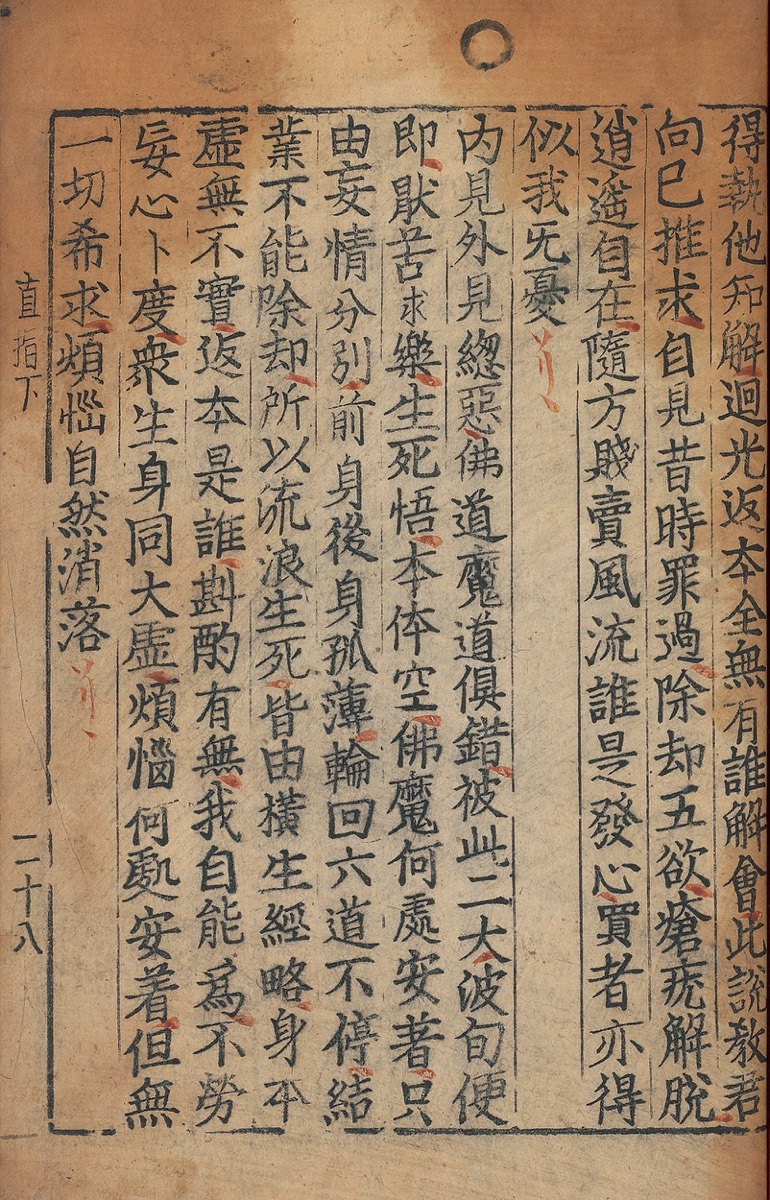 得執他知解迴光返本全無有誰解會此說教君
向已推求自見昔時罪過除却五欲瘡疣解脫
逍遙自在隨方賤賣風流誰是發心買者亦得
似我无憂
內見外見緫惡佛道魔道俱錯被此二大波旬便
即猒苦求樂生死悟本体空佛魔何處安著只
由妄情分別前身後身孤薄輪回六道不停結
業不能除却所以流浪生死皆由橫生經略身本
虛無不實返本是誰斟酌有無我自能爲不勞
妄心卜度衆生身同大虛煩惱何處安着但無
一切希求煩惱自然消落
直指下
二十八